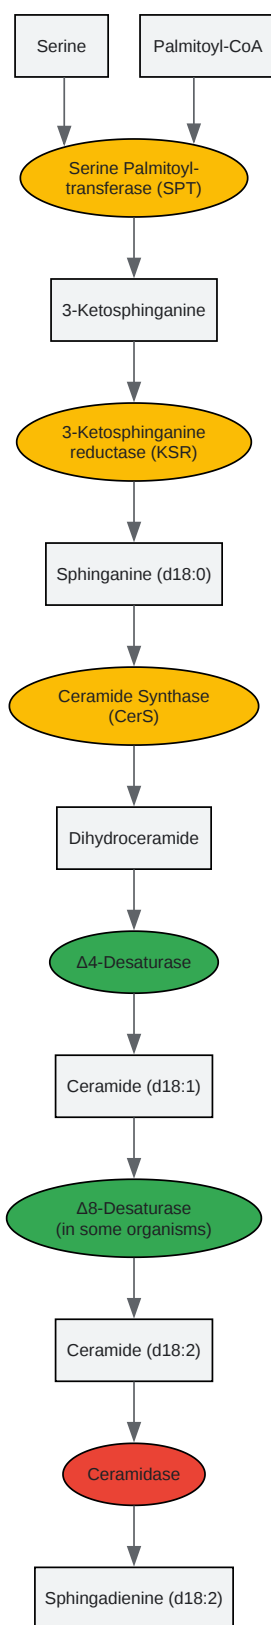 Serine
Palmitoyl-CoA
Serine Palmitoyl-
transferase (SPT)
3-Ketosphinganine
3-Ketosphinganine
reductase (KSR)
Sphinganine (d18:0)
Ceramide Synthase
(CerS)
Dihydroceramide
Δ4-Desaturase
Ceramide (d18:1)
Δ8-Desaturase
(in some organisms)
Ceramide (d18:2)
Ceramidase
Sphingadienine (d18:2)